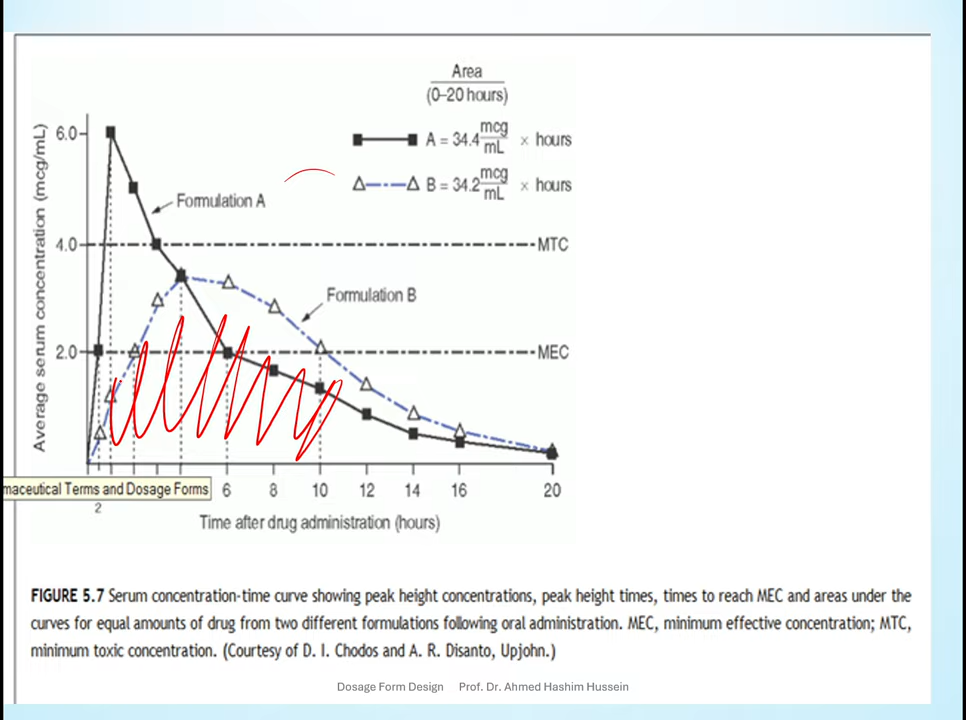 Area
(0–20 hours)
A = 34.4 mcg/mL × hours
B = 34.2 mcg/mL × hours
Average serum concentration (mcg/mL)
6.0
Formulation A
4.0
MTC
Formulation B
2.0
MEC
maceutical Terms and Dosage Forms
6 8 10 12 14 16 20
2
Time after drug administration (hours)
FIGURE 5.7 Serum concentration-time curve showing peak height concentrations, peak height times, times to reach MEC and areas under the
curves for equal amounts of drug from two different formulations following oral administration. MEC, minimum effective concentration; MTC,
minimum toxic concentration. (Courtesy of D. I. Chodos and A. R. Disanto, Upjohn.)
Dosage Form Design Prof. Dr. Ahmed Hashim Hussein